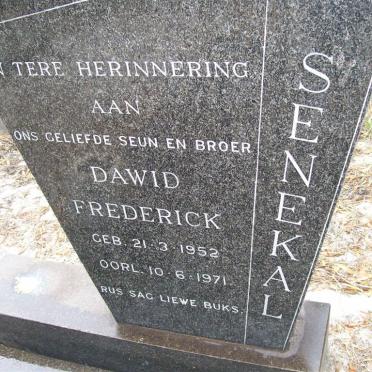 N TERE HERINNERING
AAN
ONS GELIEFDE SEUN EN BROER
DAWID
FREDERICK
GEB. 21-3-1952
OORL. 10-6-1971
RUS SAG LIEWE BUKS.
SENEKAL